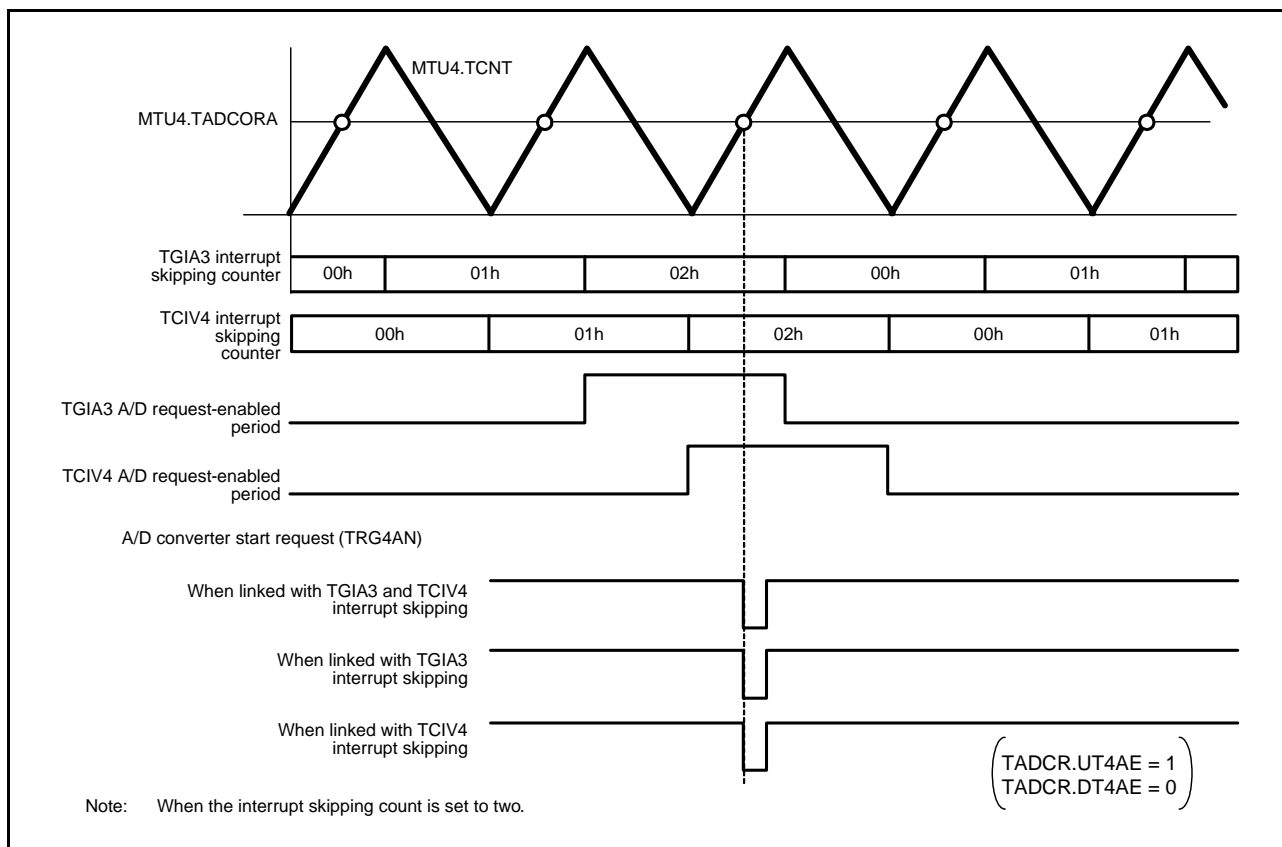 MTU4.TCNT
MTU4.TADCORA
TGIA3 interrupt
skipping counter
00h 01h 02h 00h 01h
TCIV4 interrupt
skipping
counter
00h 01h 02h 00h 01h
TGIA3 A/D request-enabled
period
TCIV4 A/D request-enabled
period
A/D converter start request (TRG4AN)
When linked with TGIA3 and TCIV4
interrupt skipping
When linked with TGIA3
interrupt skipping
When linked with TCIV4
interrupt skipping
TADCR.UT4AE = 1
TADCR.DT4AE = 0
Note: When the interrupt skipping count is set to two.